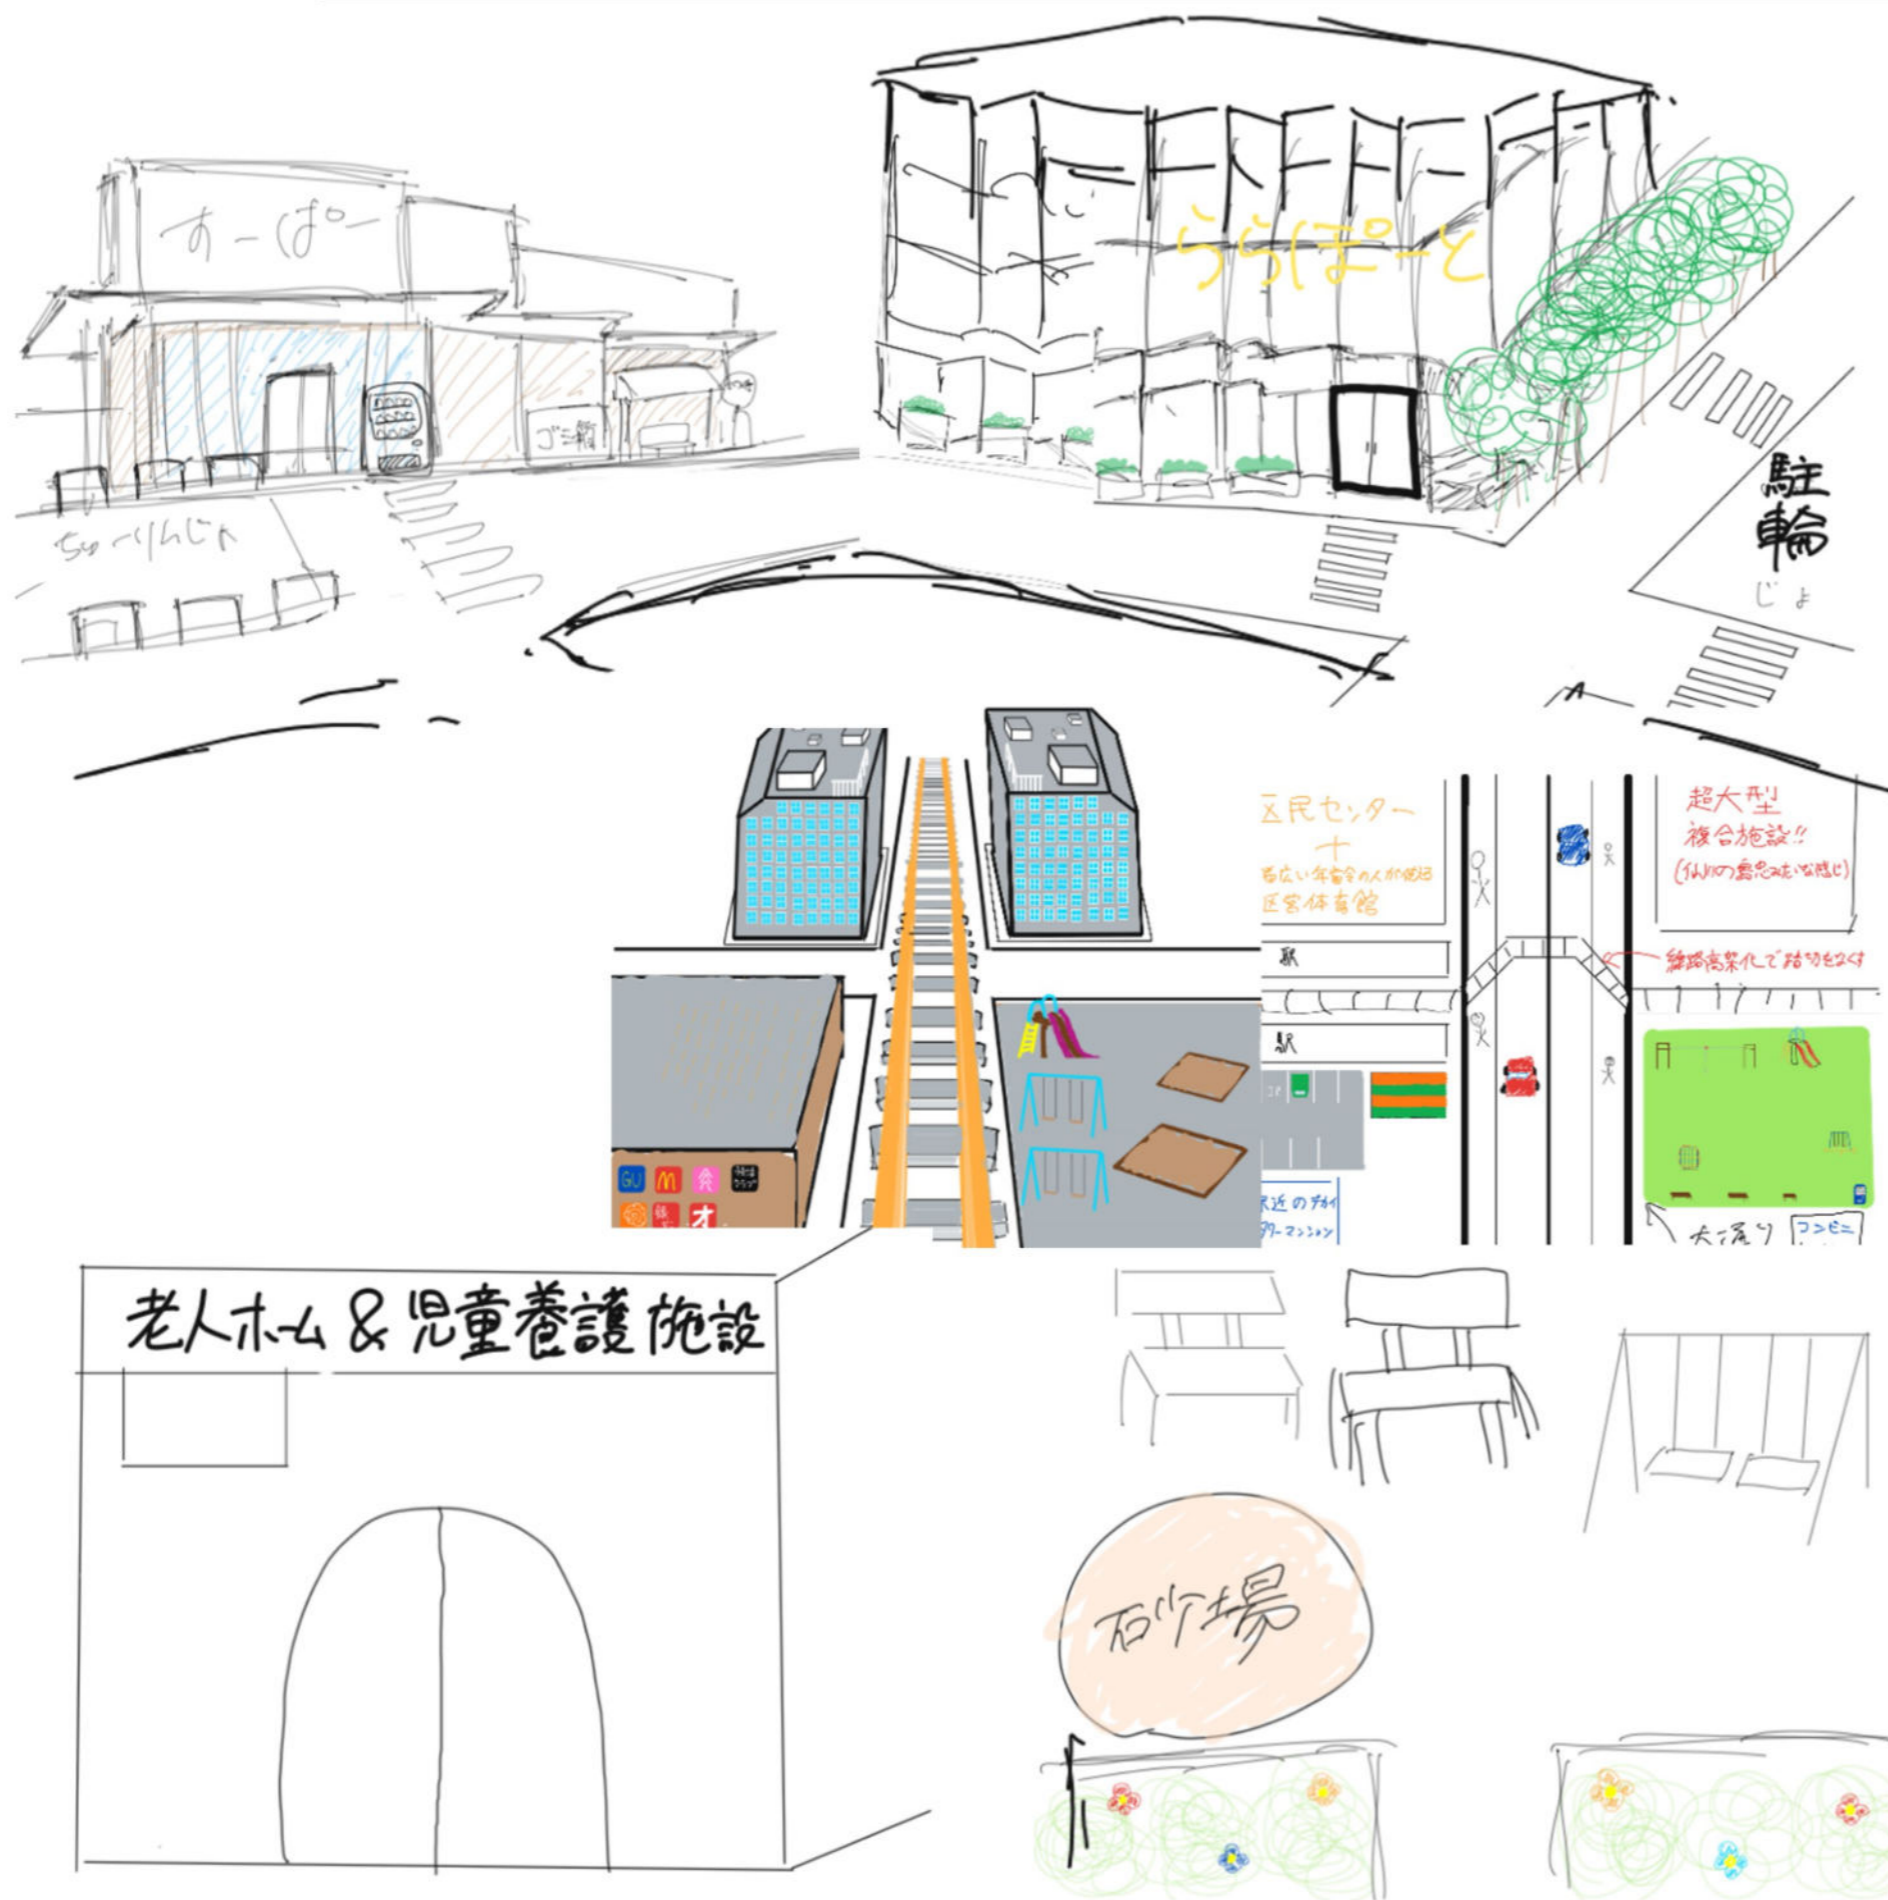 すーぱー
ゴミ箱
ちゅーりんじょ
ららぽーと
駐
輪
じょ
区民センター
+
幅広い年齢の人が使える
区営体育館
超大型
複合施設!!
駅
線路高架化で踏切をなくす
駅
GU
M
オ
駅近のデカイ
タワーマンション
大通り
コンビニ
老人ホーム&児童養護施設
砂場